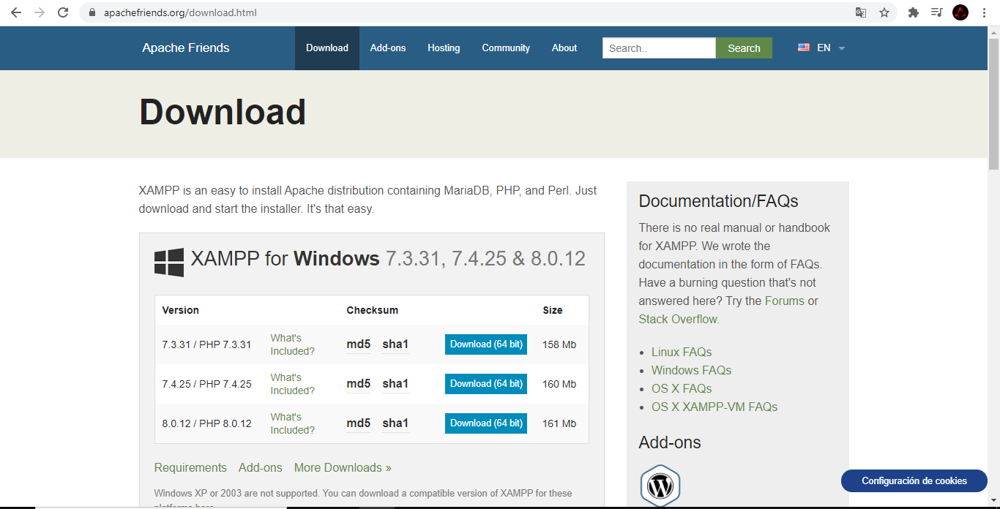 apachefriends.org/download.html
Apache Friends
Download
Add-ons
Hosting
Community
About
Search..
Search
EN
Download
XAMPP is an easy to install Apache distribution containing MariaDB, PHP, and Perl. Just
download and start the installer. It's that easy.
XAMPP for Windows 7.3.31, 7.4.25 & 8.0.12
Version Checksum Size
7.3.31 / PHP 7.3.31 What's Included? md5 sha1 Download (64 bit) 158 Mb
7.4.25 / PHP 7.4.25 What's Included? md5 sha1 Download (64 bit) 160 Mb
8.0.12 / PHP 8.0.12 What's Included? md5 sha1 Download (64 bit) 161 Mb
Requirements Add-ons More Downloads »
Windows XP or 2003 are not supported. You can download a compatible version of XAMPP for these
platforms here.
Documentation/FAQs
There is no real manual or handbook
for XAMPP. We wrote the
documentation in the form of FAQs.
Have a burning question that's not
answered here? Try the Forums or
Stack Overflow.
Linux FAQs
Windows FAQs
OS X FAQs
OS X XAMPP-VM FAQs
Add-ons
Configuración de cookies